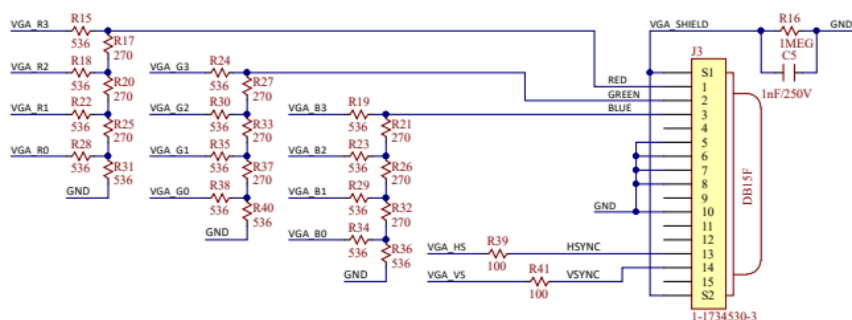 VGA_R3 R15 536 R17 270
VGA_R2 R18 536 R20 270
VGA_R1 R22 536 R25 270
VGA_R0 R28 536 R31 536
GND
VGA_G3 R24 536 R27 270
VGA_G2 R30 536 R33 270
VGA_G1 R35 536 R37 270
VGA_G0 R38 536 R40 536
GND
VGA_B3 R19 536 R21 270
VGA_B2 R23 536 R26 270
VGA_B1 R29 536 R32 270
VGA_B0 R34 536 R36 536
GND
VGA_SHIELD R16 GND
1MEG
C5
1nF/250V
J3
RED
GREEN
BLUE
GND
VGA_HS R39 100 HSYNC
VGA_VS R41 100 VSYNC
S1
1
2
3
4
5
6
7
8
9
10
11
12
13
14
15
S2
DB15F
1-1734530-3